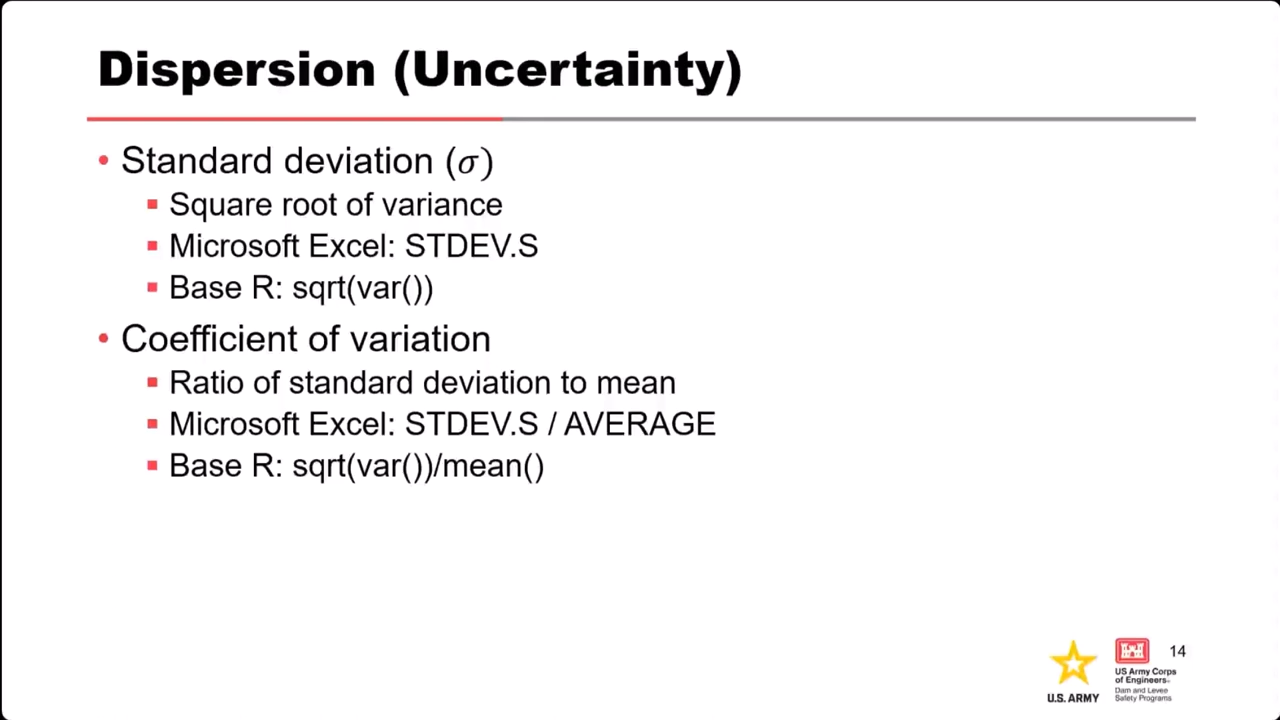 Dispersion (Uncertainty)
• Standard deviation (𝜎)
▪ Square root of variance
▪ Microsoft Excel: STDEV.S
▪ Base R: sqrt(var())
• Coefficient of variation
▪ Ratio of standard deviation to mean
▪ Microsoft Excel: STDEV.S / AVERAGE
▪ Base R: sqrt(var())/mean()
U.S. ARMY
US Army Corps
of Engineers®
Dam and Levee
Safety Programs
14